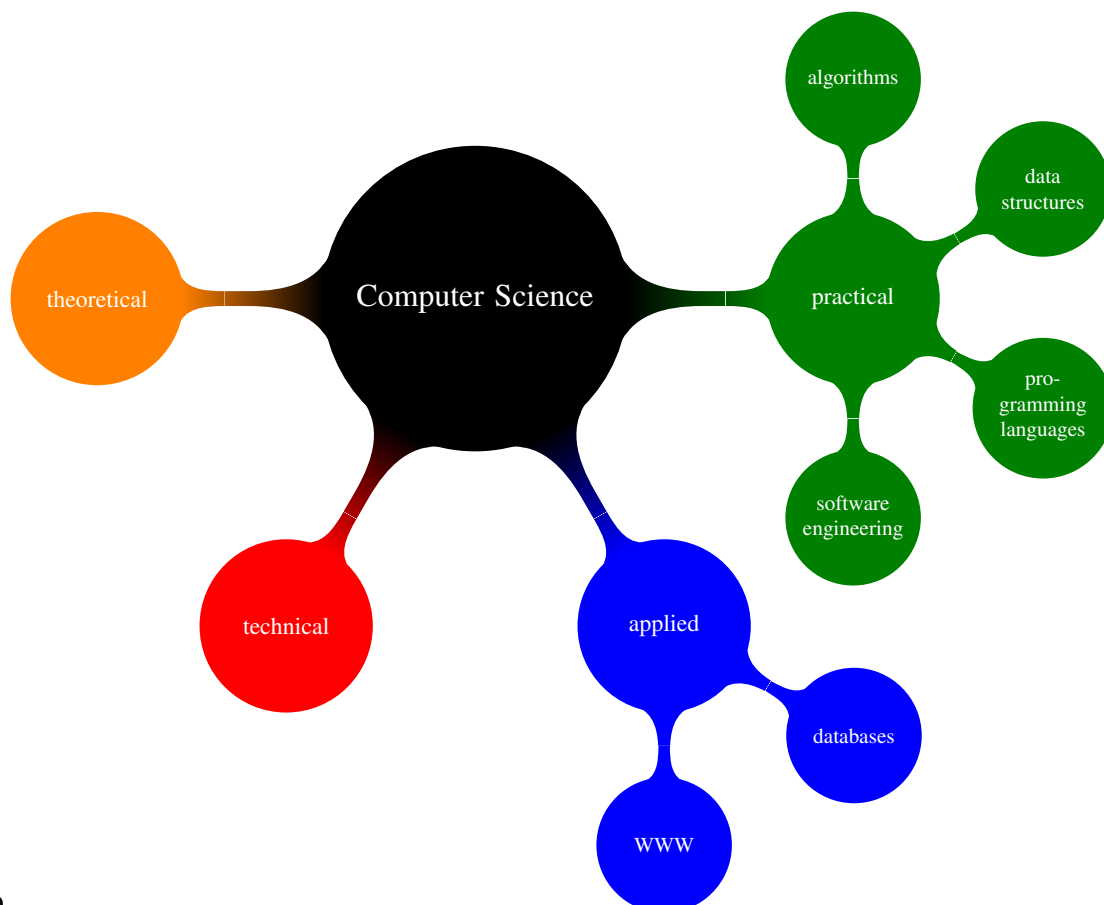 algorithms
data
structures
theoretical
Computer Science
practical
pro-
gramming
languages
software
engineering
technical
applied
databases
WWW